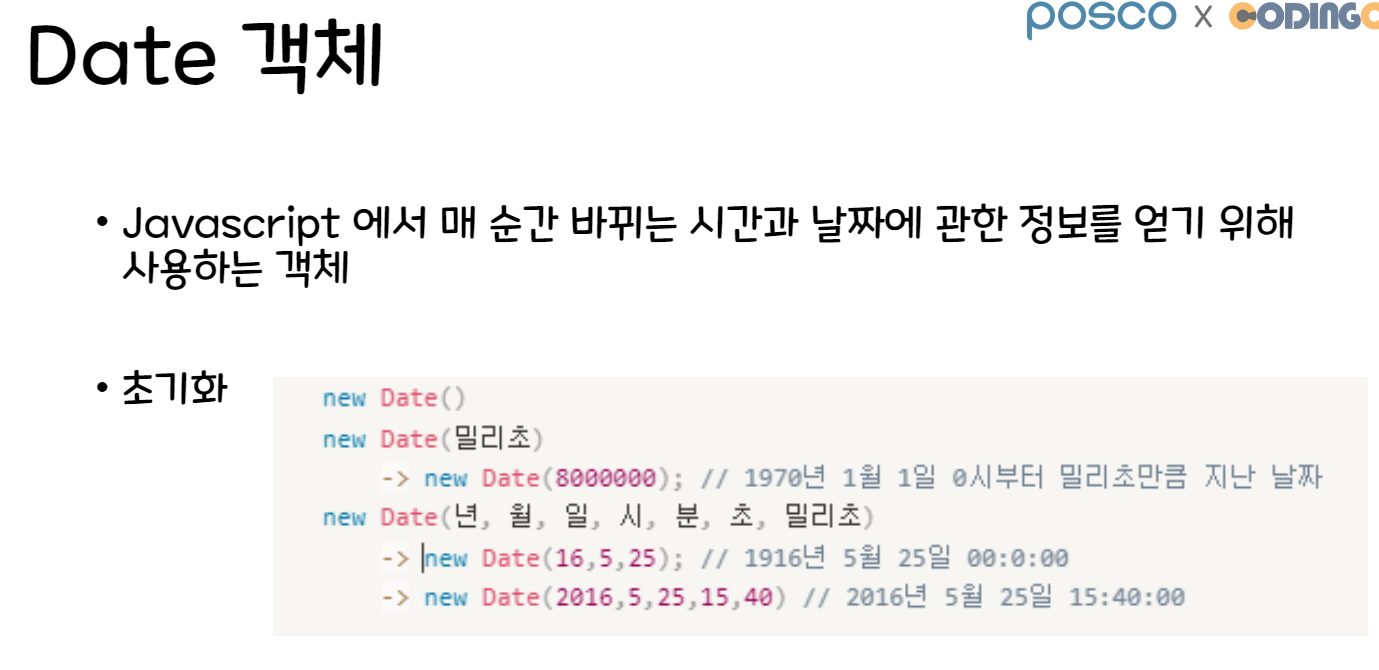 posco x CODINGO
Date 객체
• Javascript 에서 매 순간 바뀌는 시간과 날짜에 관한 정보를 얻기 위해
사용하는 객체
• 초기화
new Date()
new Date(밀리초)
-> new Date(8000000); // 1970년 1월 1일 0시부터 밀리초만큼 지난 날짜
new Date(년, 월, 일, 시, 분, 초, 밀리초)
-> new Date(16,5,25); // 1916년 5월 25일 00:0:00
-> new Date(2016,5,25,15,40) // 2016년 5월 25일 15:40:00